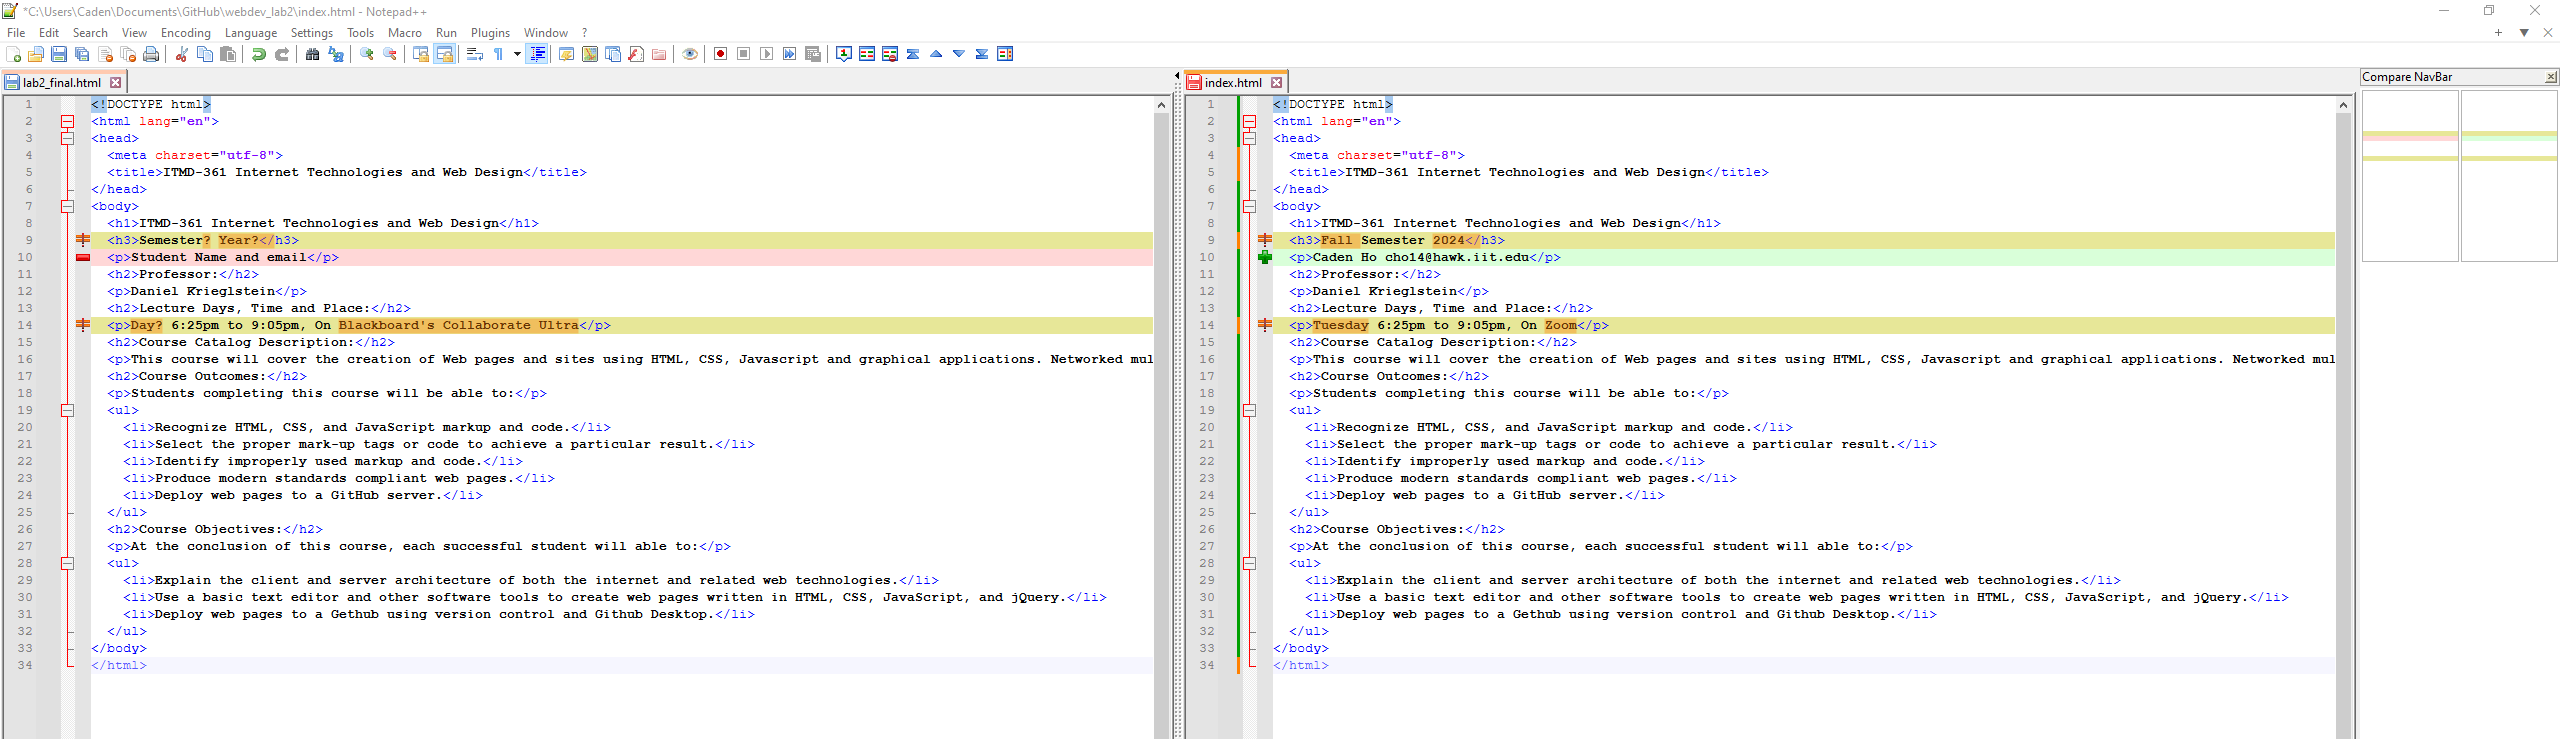 *C:\Users\Caden\Documents\GitHub\webdev_lab2\index.html - Notepad++
File Edit Search View Encoding Language Settings Tools Macro Run Plugins Window ?
lab2_final.html
1 <!DOCTYPE html>
2 <html lang="en">
3 <head>
4 <meta charset="utf-8">
5 <title>ITMD-361 Internet Technologies and Web Design</title>
6 </head>
7 <body>
8 <h1>ITMD-361 Internet Technologies and Web Design</h1>
9 <h3>Semester? Year?</h3>
10 <p>Student Name and email</p>
11 <h2>Professor:</h2>
12 <p>Daniel Krieglstein</p>
13 <h2>Lecture Days, Time and Place:</h2>
14 <p>Day? 6:25pm to 9:05pm, On Blackboard's Collaborate Ultra</p>
15 <h2>Course Catalog Description:</h2>
16 <p>This course will cover the creation of Web pages and sites using HTML, CSS, Javascript and graphical applications. Networked mul
17 <h2>Course Outcomes:</h2>
18 <p>Students completing this course will be able to:</p>
19 <ul>
20 <li>Recognize HTML, CSS, and JavaScript markup and code.</li>
21 <li>Select the proper mark-up tags or code to achieve a particular result.</li>
22 <li>Identify improperly used markup and code.</li>
23 <li>Produce modern standards compliant web pages.</li>
24 <li>Deploy web pages to a GitHub server.</li>
25 </ul>
26 <h2>Course Objectives:</h2>
27 <p>At the conclusion of this course, each successful student will able to:</p>
28 <ul>
29 <li>Explain the client and server architecture of both the internet and related web technologies.</li>
30 <li>Use a basic text editor and other software tools to create web pages written in HTML, CSS, JavaScript, and jQuery.</li>
31 <li>Deploy web pages to a Gethub using version control and Github Desktop.</li>
32 </ul>
33 </body>
34 </html>
index.html
1 <!DOCTYPE html>
2 <html lang="en">
3 <head>
4 <meta charset="utf-8">
5 <title>ITMD-361 Internet Technologies and Web Design</title>
6 </head>
7 <body>
8 <h1>ITMD-361 Internet Technologies and Web Design</h1>
9 <h3>Fall Semester 2024</h3>
10 <p>Caden Ho cho14@hawk.iit.edu</p>
11 <h2>Professor:</h2>
12 <p>Daniel Krieglstein</p>
13 <h2>Lecture Days, Time and Place:</h2>
14 <p>Tuesday 6:25pm to 9:05pm, On Zoom</p>
15 <h2>Course Catalog Description:</h2>
16 <p>This course will cover the creation of Web pages and sites using HTML, CSS, Javascript and graphical applications. Networked mul
17 <h2>Course Outcomes:</h2>
18 <p>Students completing this course will be able to:</p>
19 <ul>
20 <li>Recognize HTML, CSS, and JavaScript markup and code.</li>
21 <li>Select the proper mark-up tags or code to achieve a particular result.</li>
22 <li>Identify improperly used markup and code.</li>
23 <li>Produce modern standards compliant web pages.</li>
24 <li>Deploy web pages to a GitHub server.</li>
25 </ul>
26 <h2>Course Objectives:</h2>
27 <p>At the conclusion of this course, each successful student will able to:</p>
28 <ul>
29 <li>Explain the client and server architecture of both the internet and related web technologies.</li>
30 <li>Use a basic text editor and other software tools to create web pages written in HTML, CSS, JavaScript, and jQuery.</li>
31 <li>Deploy web pages to a Gethub using version control and Github Desktop.</li>
32 </ul>
33 </body>
34 </html>
Compare NavBar